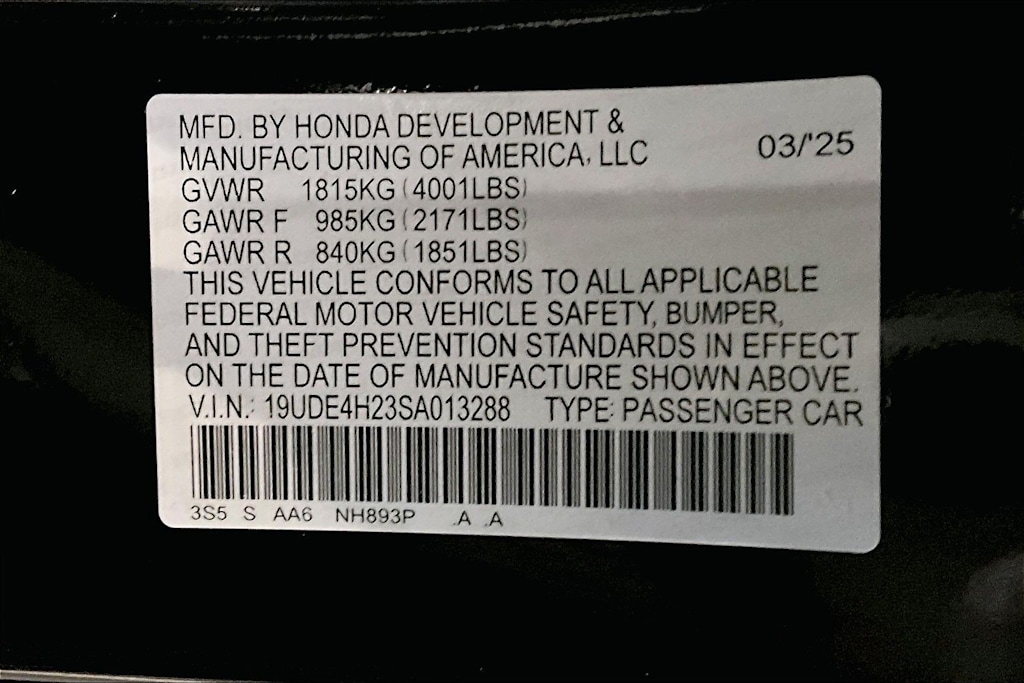 MFD. BY HONDA DEVELOPMENT &
MANUFACTURING OF AMERICA, LLC 03/'25
GVWR 1815KG (4001LBS)
GAWR F 985KG (2171LBS)
GAWR R 840KG (1851LBS)
THIS VEHICLE CONFORMS TO ALL APPLICABLE
FEDERAL MOTOR VEHICLE SAFETY, BUMPER,
AND THEFT PREVENTION STANDARDS IN EFFECT
ON THE DATE OF MANUFACTURE SHOWN ABOVE.
V.I.N.: 19UDE4H23SA013288 TYPE: PASSENGER CAR
3S5 S AA6 NH893P .A .A